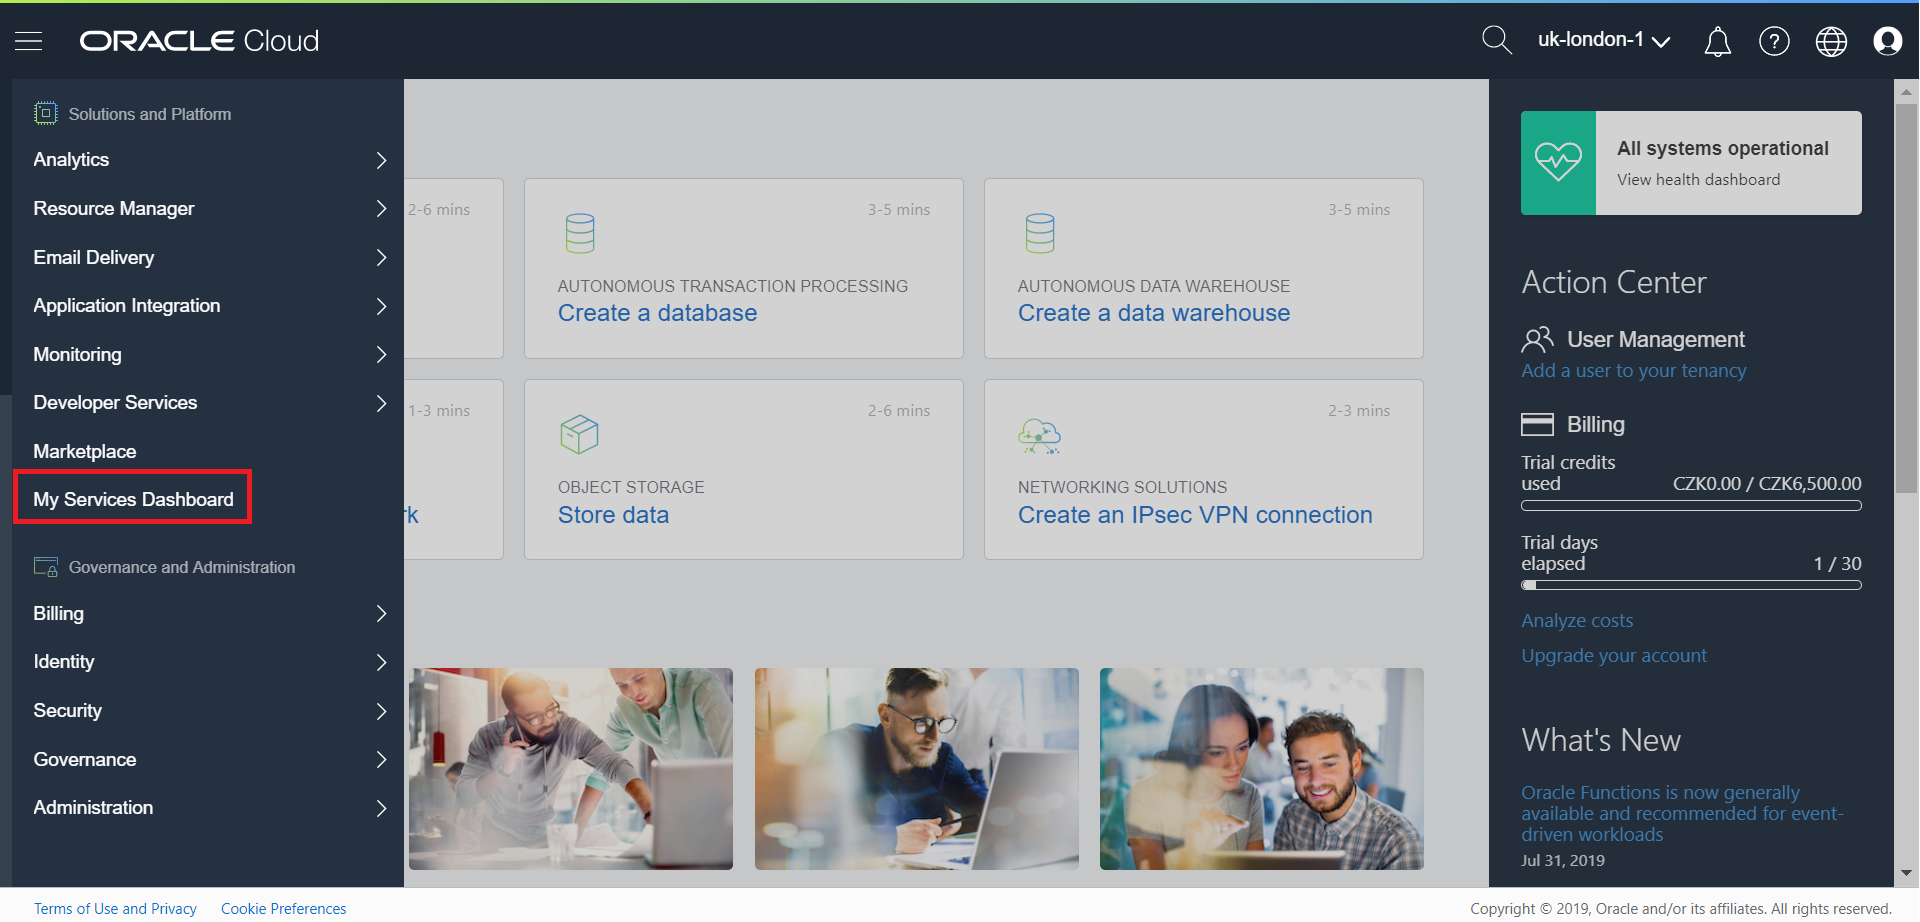 ORACLE Cloud
uk-london-1
Solutions and Platform
Analytics
Resource Manager
Email Delivery
Application Integration
Monitoring
Developer Services
Marketplace
My Services Dashboard
Governance and Administration
Billing
Identity
Security
Governance
Administration
2-6 mins
3-5 mins
AUTONOMOUS TRANSACTION PROCESSING
Create a database
3-5 mins
AUTONOMOUS DATA WAREHOUSE
Create a data warehouse
1-3 mins
rk
2-6 mins
OBJECT STORAGE
Store data
2-3 mins
NETWORKING SOLUTIONS
Create an IPsec VPN connection
All systems operational
View health dashboard
Action Center
User Management
Add a user to your tenancy
Billing
Trial credits
used CZK0.00 / CZK6,500.00
Trial days
elapsed 1 / 30
Analyze costs
Upgrade your account
What's New
Oracle Functions is now generally
available and recommended for event-
driven workloads
Jul 31, 2019
Terms of Use and Privacy Cookie Preferences
Copyright © 2019, Oracle and/or its affiliates. All rights reserved.